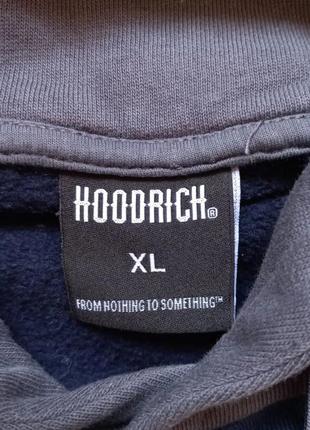 HOODRICH®
XL
FROM NOTHING TO SOMETHING™